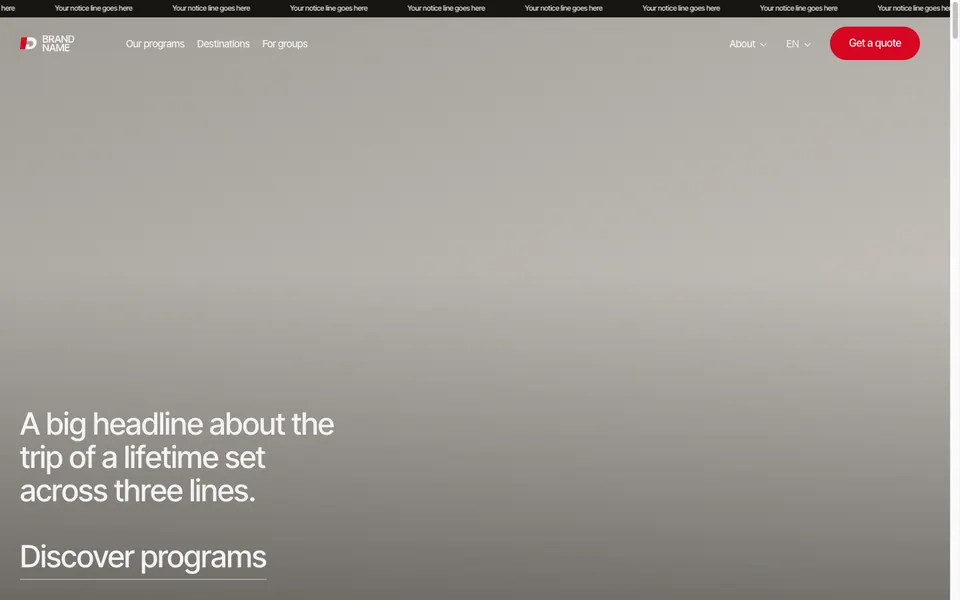 here Your notice line goes here Your notice line goes here Your notice line goes here Your notice line goes here Your notice line goes here Your notice line goes here Your notice line goes here Your notice line goes her
BRAND
NAME
Our programs Destinations For groups
About EN Get a quote
A big headline about the
trip of a lifetime set
across three lines.
Discover programs